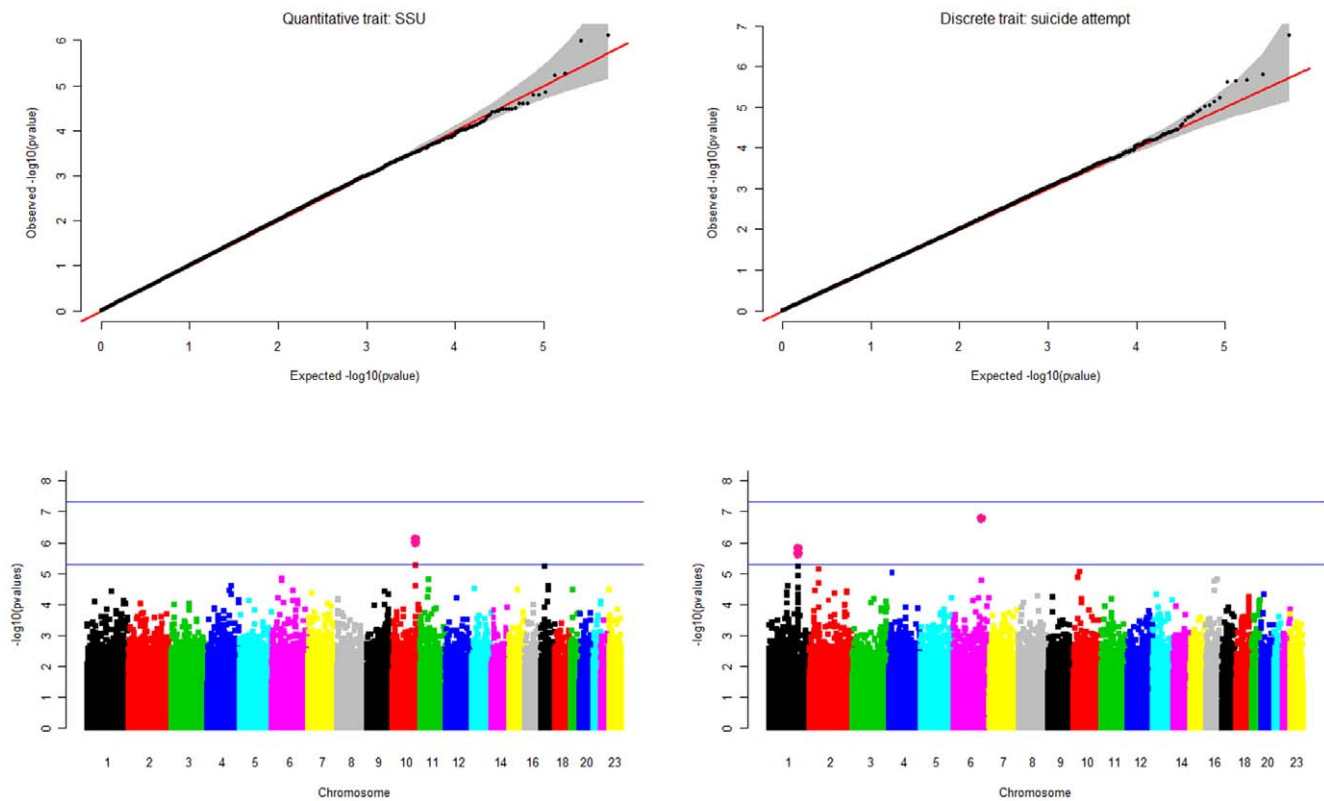 Quantitative trait: SSU
Observed -log10(pvalue)
6
5
4
3
2
1
0
0 1 2 3 4 5
Expected -log10(pvalue)
Discrete trait: suicide attempt
Observed -log10(pvalue)
7
6
5
4
3
2
1
0
0 1 2 3 4 5
Expected -log10(pvalue)
-log10(pvalues)
8
7
6
5
4
3
2
1
0
1 2 3 4 5 6 7 8 9 10 11 12 14 16 18 20 23
Chromosome
-log10(pvalues)
8
7
6
5
4
3
2
1
0
1 2 3 4 5 6 7 8 9 10 11 12 14 16 18 20 23
Chromosome